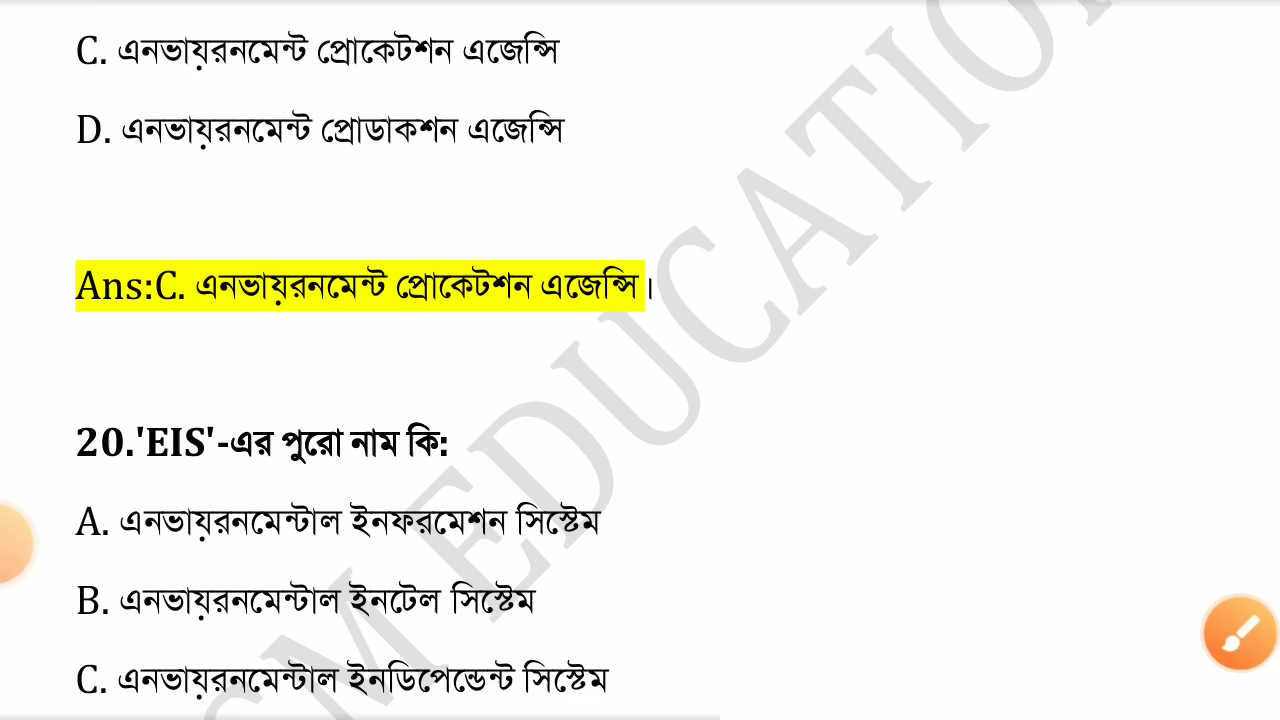 C. এনভায়রনমেন্ট প্রোকেটশন এজেন্সি
D. এনভায়রনমেন্ট প্রোডাকশন এজেন্সি
Ans:C. এনভায়রনমেন্ট প্রোকেটশন এজেন্সি।
20.'EIS'-এর পুরো নাম কি:
A. এনভায়রনমেন্টাল ইনফরমেশন সিস্টেম
B. এনভায়রনমেন্টাল ইনটেল সিস্টেম
C. এনভায়রনমেন্টাল ইনডিপেন্ডেন্ট সিস্টেম
EDUCATION